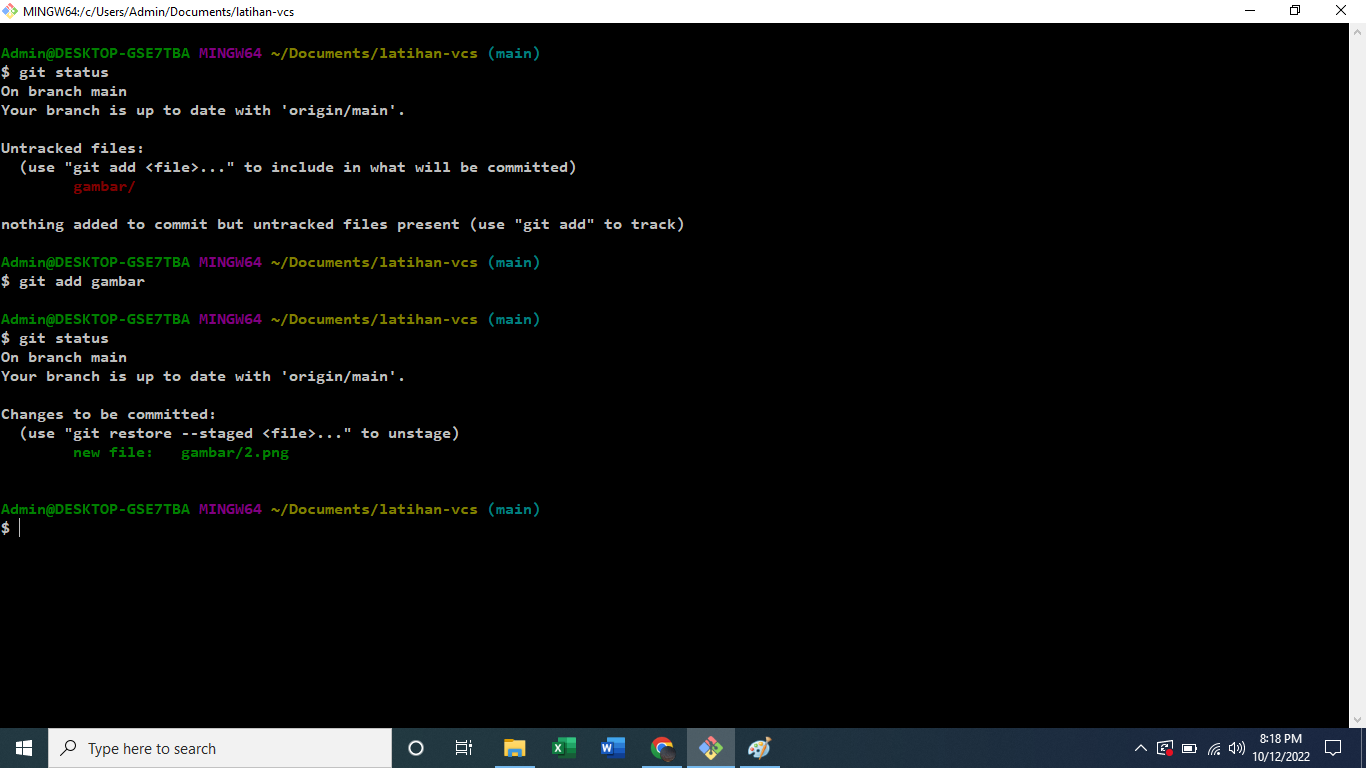 MINGW64:/c/Users/Admin/Documents/latihan-vcs
Admin@DESKTOP-GSE7TBA MINGW64 ~/Documents/latihan-vcs (main)
$ git status
On branch main
Your branch is up to date with 'origin/main'.
Untracked files:
  (use "git add <file>..." to include in what will be committed)
        gambar/
nothing added to commit but untracked files present (use "git add" to track)
Admin@DESKTOP-GSE7TBA MINGW64 ~/Documents/latihan-vcs (main)
$ git add gambar
Admin@DESKTOP-GSE7TBA MINGW64 ~/Documents/latihan-vcs (main)
$ git status
On branch main
Your branch is up to date with 'origin/main'.
Changes to be committed:
  (use "git restore --staged <file>..." to unstage)
        new file:   gambar/2.png
Admin@DESKTOP-GSE7TBA MINGW64 ~/Documents/latihan-vcs (main)
$
Type here to search
8:18 PM
10/12/2022